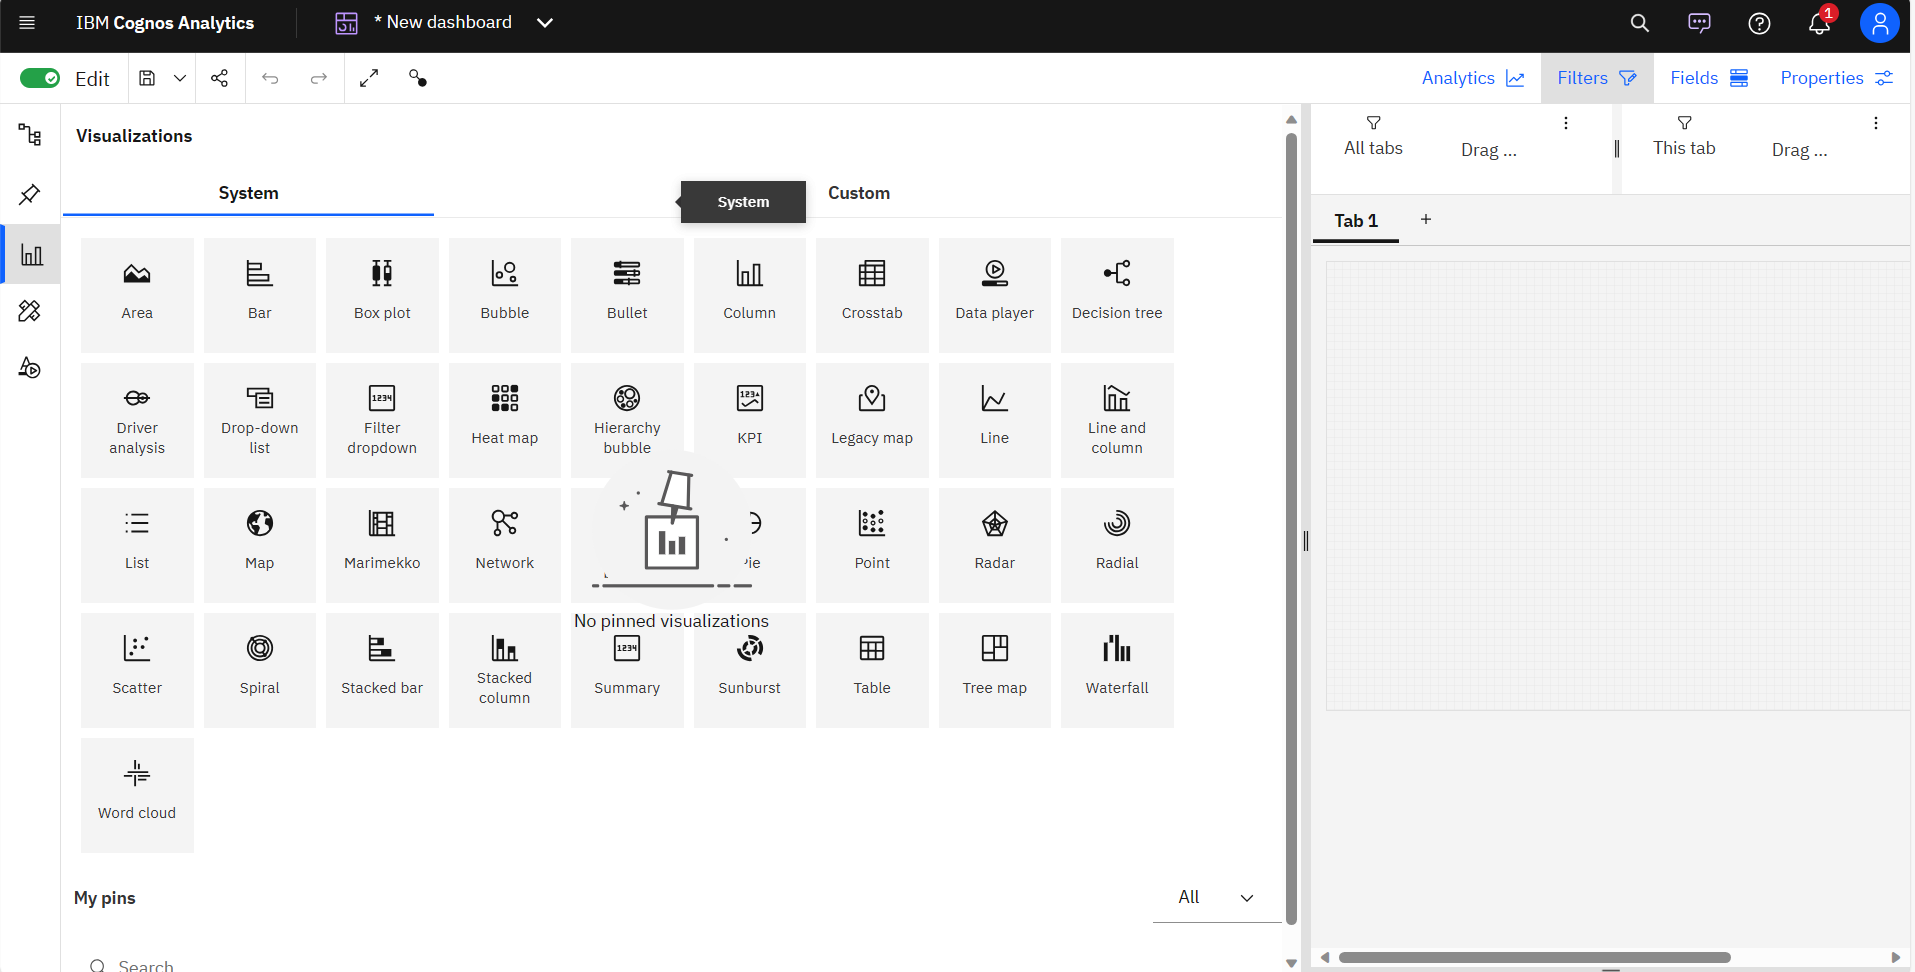 IBM Cognos Analytics
* New dashboard
1
Edit
Analytics
Filters
Fields
Properties
Visualizations
System
System
Custom
Area
Bar
Box plot
Bubble
Bullet
Column
Crosstab
Data player
Decision tree
Driver
analysis
Drop-down
list
Filter
dropdown
Heat map
Hierarchy
bubble
KPI
Legacy map
Line
Line and
column
List
Map
Marimekko
Network
Point
Radar
Radial
No pinned visualizations
Scatter
Spiral
Stacked bar
Stacked
column
Summary
Sunburst
Table
Tree map
Waterfall
Word cloud
My pins
All
Search
All tabs
Drag ...
This tab
Drag ...
Tab 1
+